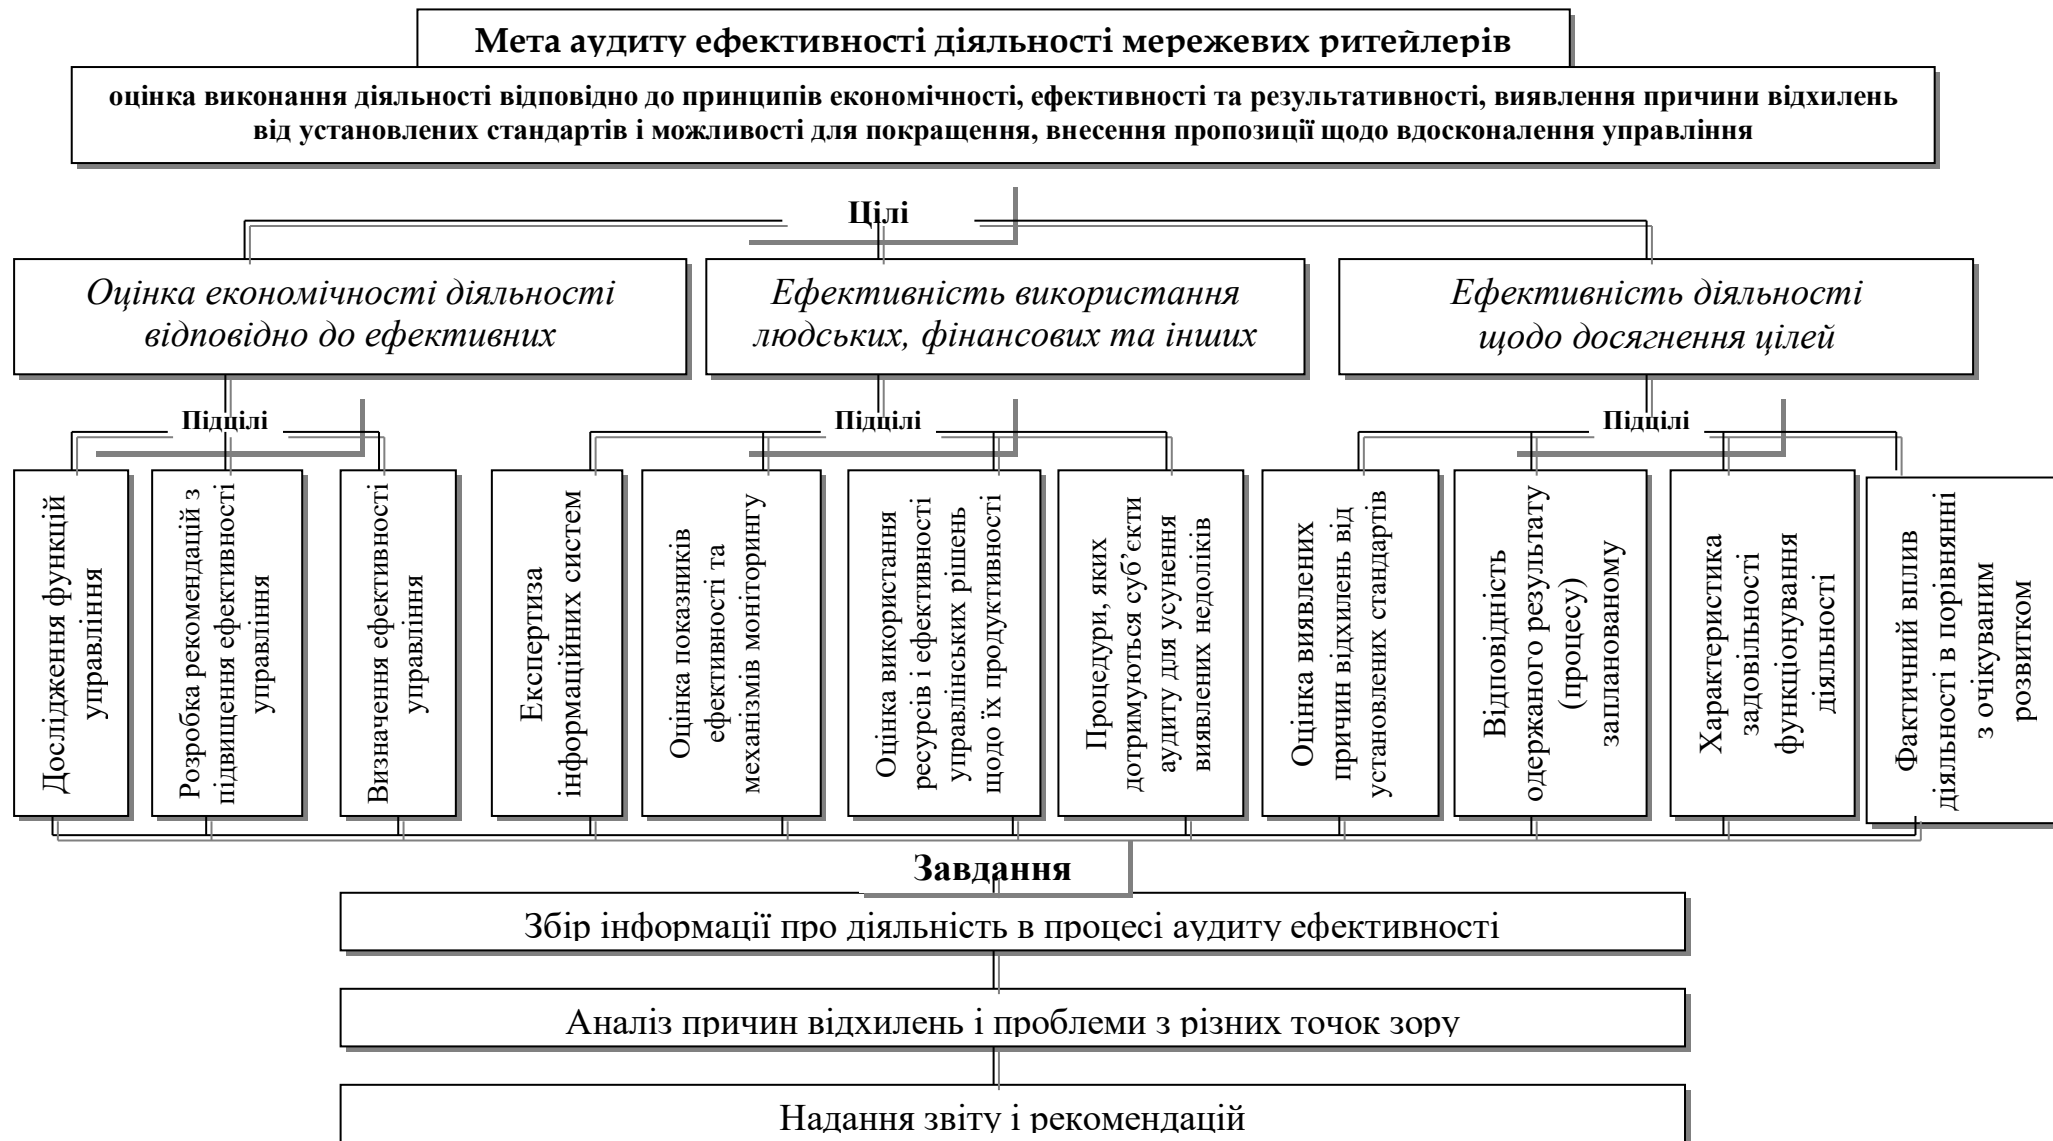 Мета аудиту ефективності діяльності мережевих ритейлерів
оцінка виконання діяльності відповідно до принципів економічності, ефективності та результативності, виявлення причини відхилень
від установлених стандартів і можливості для покращення, внесення пропозиції щодо вдосконалення управління
Цілі
Оцінка економічності діяльності
відповідно до ефективних
Ефективність використання
людських, фінансових та інших
Ефективність діяльності
щодо досягнення цілей
Підцілі
Підцілі
Підцілі
Дослідження функцій
управління
Розробка рекомендацій з
підвищення ефективності
управління
Визначення ефективності
управління
Експертиза
інформаційних систем
Оцінка показників
ефективності та
механізмів моніторингу
Оцінка використання
ресурсів і ефективності
управлінських рішень
щодо їх продуктивності
Процедури, яких
дотримуються суб’єкти
аудиту для усунення
виявлених недоліків
Оцінка виявлених
причин відхилень від
установлених стандартів
Відповідність
одержаного результату
(процесу)
запланованому
Характеристика
задовільності
функціонування
діяльності
Фактичний вплив
діяльності в порівнянні
з очікуваним
розвитком
Завдання
Збір інформації про діяльність в процесі аудиту ефективності
Аналіз причин відхилень і проблеми з різних точок зору
Надання звіту і рекомендацій